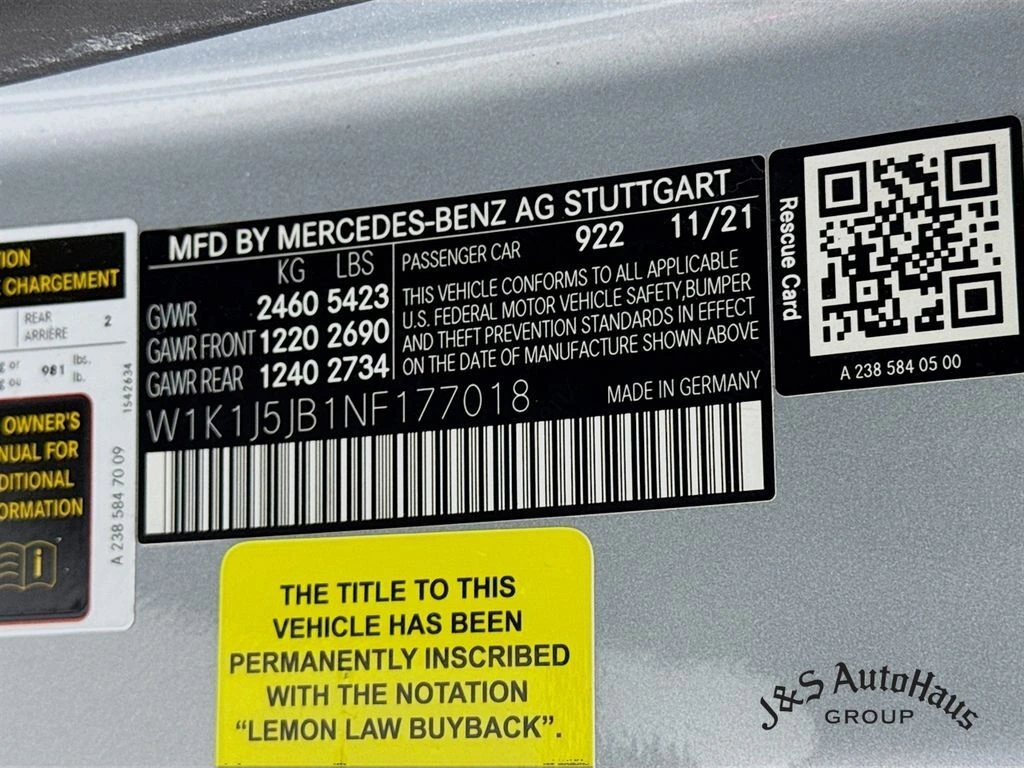 TION
E CHARGEMENT
REAR
ARRIÈRE
2
981
lbs.
lb.
1542634
OWNER'S
NUAL FOR
DITIONAL
ORMATION
i
A 238 584 70 09
MFD BY MERCEDES-BENZ AG STUTTGART
KG LBS
GVWR 2460 5423
GAWR FRONT 1220 2690
GAWR REAR 1240 2734
PASSENGER CAR 922 11/21
THIS VEHICLE CONFORMS TO ALL APPLICABLE
U.S. FEDERAL MOTOR VEHICLE SAFETY,BUMPER
AND THEFT PREVENTION STANDARDS IN EFFECT
ON THE DATE OF MANUFACTURE SHOWN ABOVE
W1K1J5JB1NF177018
MADE IN GERMANY
Rescue Card
A 238 584 05 00
THE TITLE TO THIS
VEHICLE HAS BEEN
PERMANENTLY INSCRIBED
WITH THE NOTATION
“LEMON LAW BUYBACK”.
J&S AutoHaus
GROUP